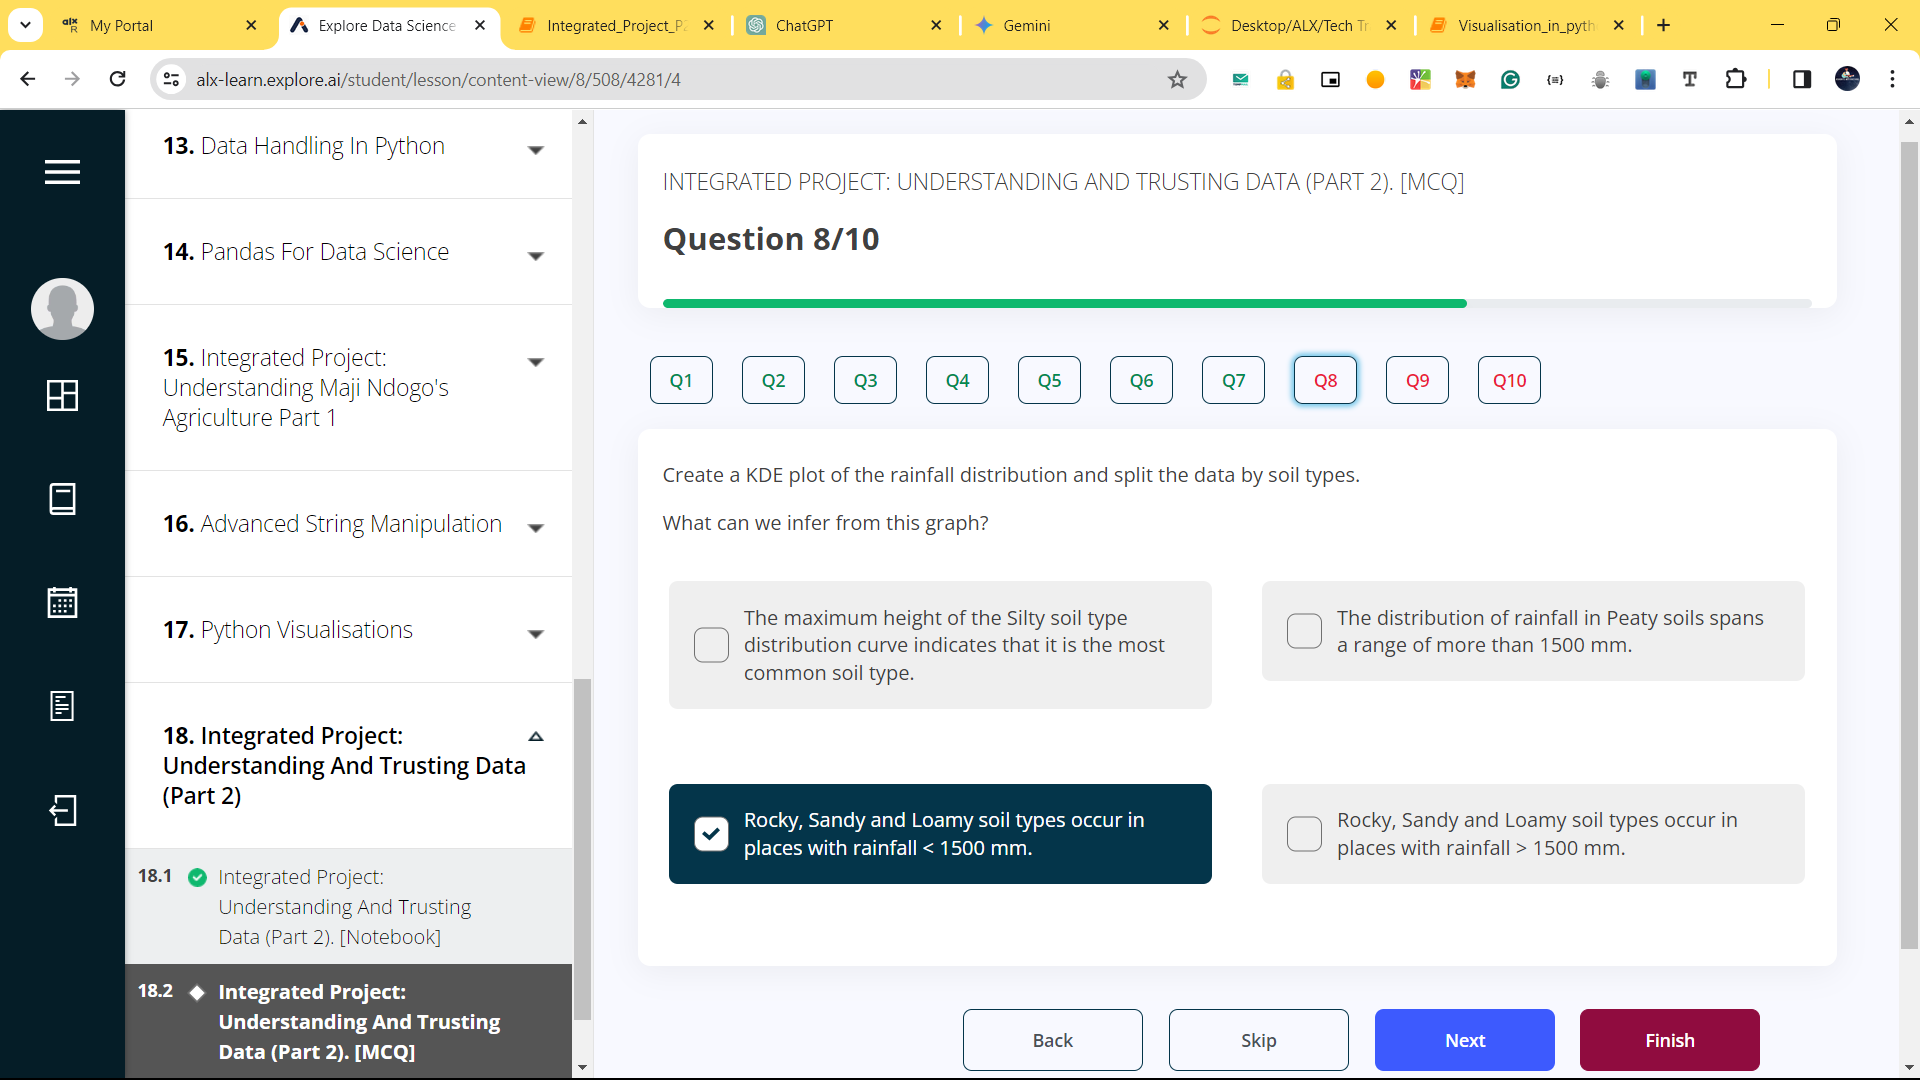 My Portal
Explore Data Science
Integrated_Project_P2
ChatGPT
Gemini
Desktop/ALX/Tech Tr
Visualisation_in_pyth
alx-learn.explore.ai/student/lesson/content-view/8/508/4281/4
13. Data Handling In Python
14. Pandas For Data Science
15. Integrated Project:
Understanding Maji Ndogo's
Agriculture Part 1
16. Advanced String Manipulation
17. Python Visualisations
18. Integrated Project:
Understanding And Trusting Data
(Part 2)
18.1 Integrated Project:
Understanding And Trusting
Data (Part 2). [Notebook]
18.2 Integrated Project:
Understanding And Trusting
Data (Part 2). [MCQ]
INTEGRATED PROJECT: UNDERSTANDING AND TRUSTING DATA (PART 2). [MCQ]
Question 8/10
Q1 Q2 Q3 Q4 Q5 Q6 Q7 Q8 Q9 Q10
Create a KDE plot of the rainfall distribution and split the data by soil types.
What can we infer from this graph?
The maximum height of the Silty soil type
distribution curve indicates that it is the most
common soil type.
The distribution of rainfall in Peaty soils spans
a range of more than 1500 mm.
Rocky, Sandy and Loamy soil types occur in
places with rainfall < 1500 mm.
Rocky, Sandy and Loamy soil types occur in
places with rainfall > 1500 mm.
Back Skip Next Finish